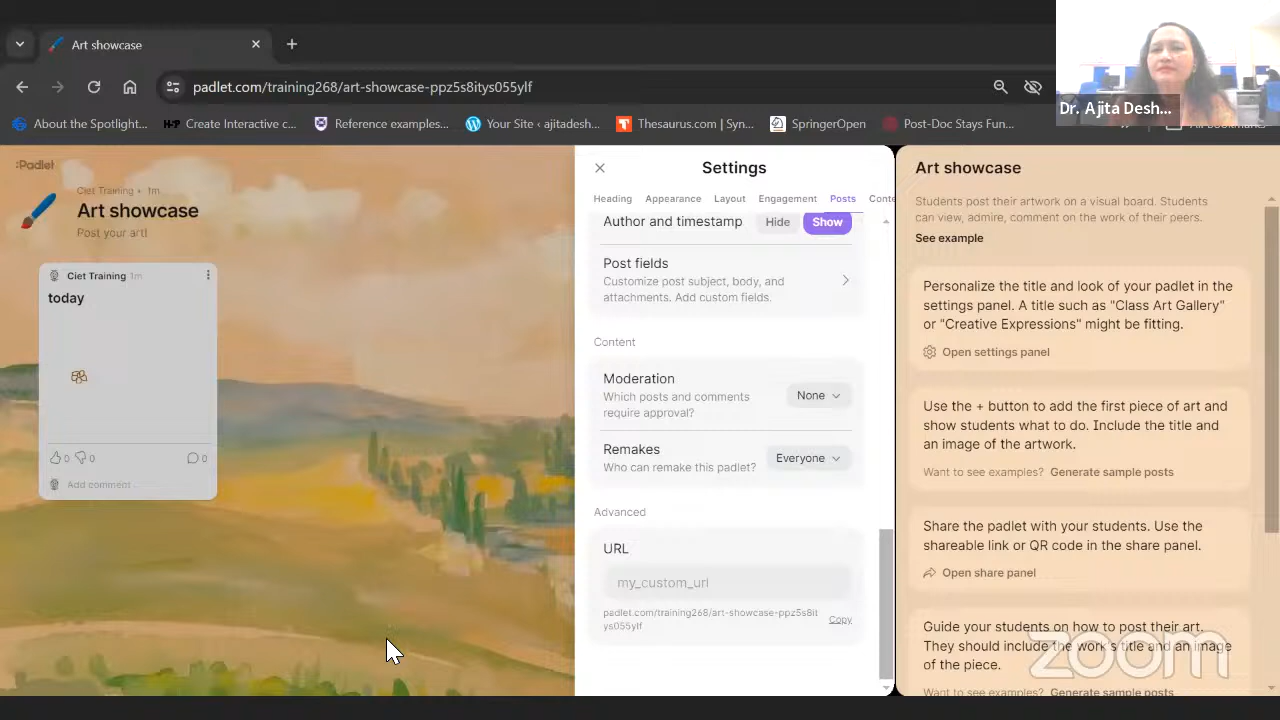 Art showcase
padlet.com/training268/art-showcase-ppz5s8itys055ylf
Dr. Ajita Desh...
About the Spotlight...
Create Interactive c...
Reference examples...
Your Site ‹ ajitadesh...
Thesaurus.com | Syn...
SpringerOpen
Post-Doc Stays Fun...
:Padlet
Ciet Training • 1m
Art showcase
Post your art!
Ciet Training 1m
today
0 0 0
Add comment
Settings
Heading Appearance Layout Engagement Posts Conte
Author and timestamp Hide Show
Post fields
Customize post subject, body, and
attachments. Add custom fields.
Content
Moderation
Which posts and comments
require approval?
None
Remakes
Who can remake this padlet?
Everyone
Advanced
URL
my_custom_url
padlet.com/training268/art-showcase-ppz5s8it
ys055ylf
Copy
Art showcase
Students post their artwork on a visual board. Students
can view, admire, comment on the work of their peers.
See example
Personalize the title and look of your padlet in the
settings panel. A title such as "Class Art Gallery"
or "Creative Expressions" might be fitting.
Open settings panel
Use the + button to add the first piece of art and
show students what to do. Include the title and
an image of the artwork.
Want to see examples? Generate sample posts
Share the padlet with your students. Use the
shareable link or QR code in the share panel.
Open share panel
Guide your students on how to post their art.
They should include the work's title and an image
of the piece.
Want to see examples? Generate sample posts
zoom